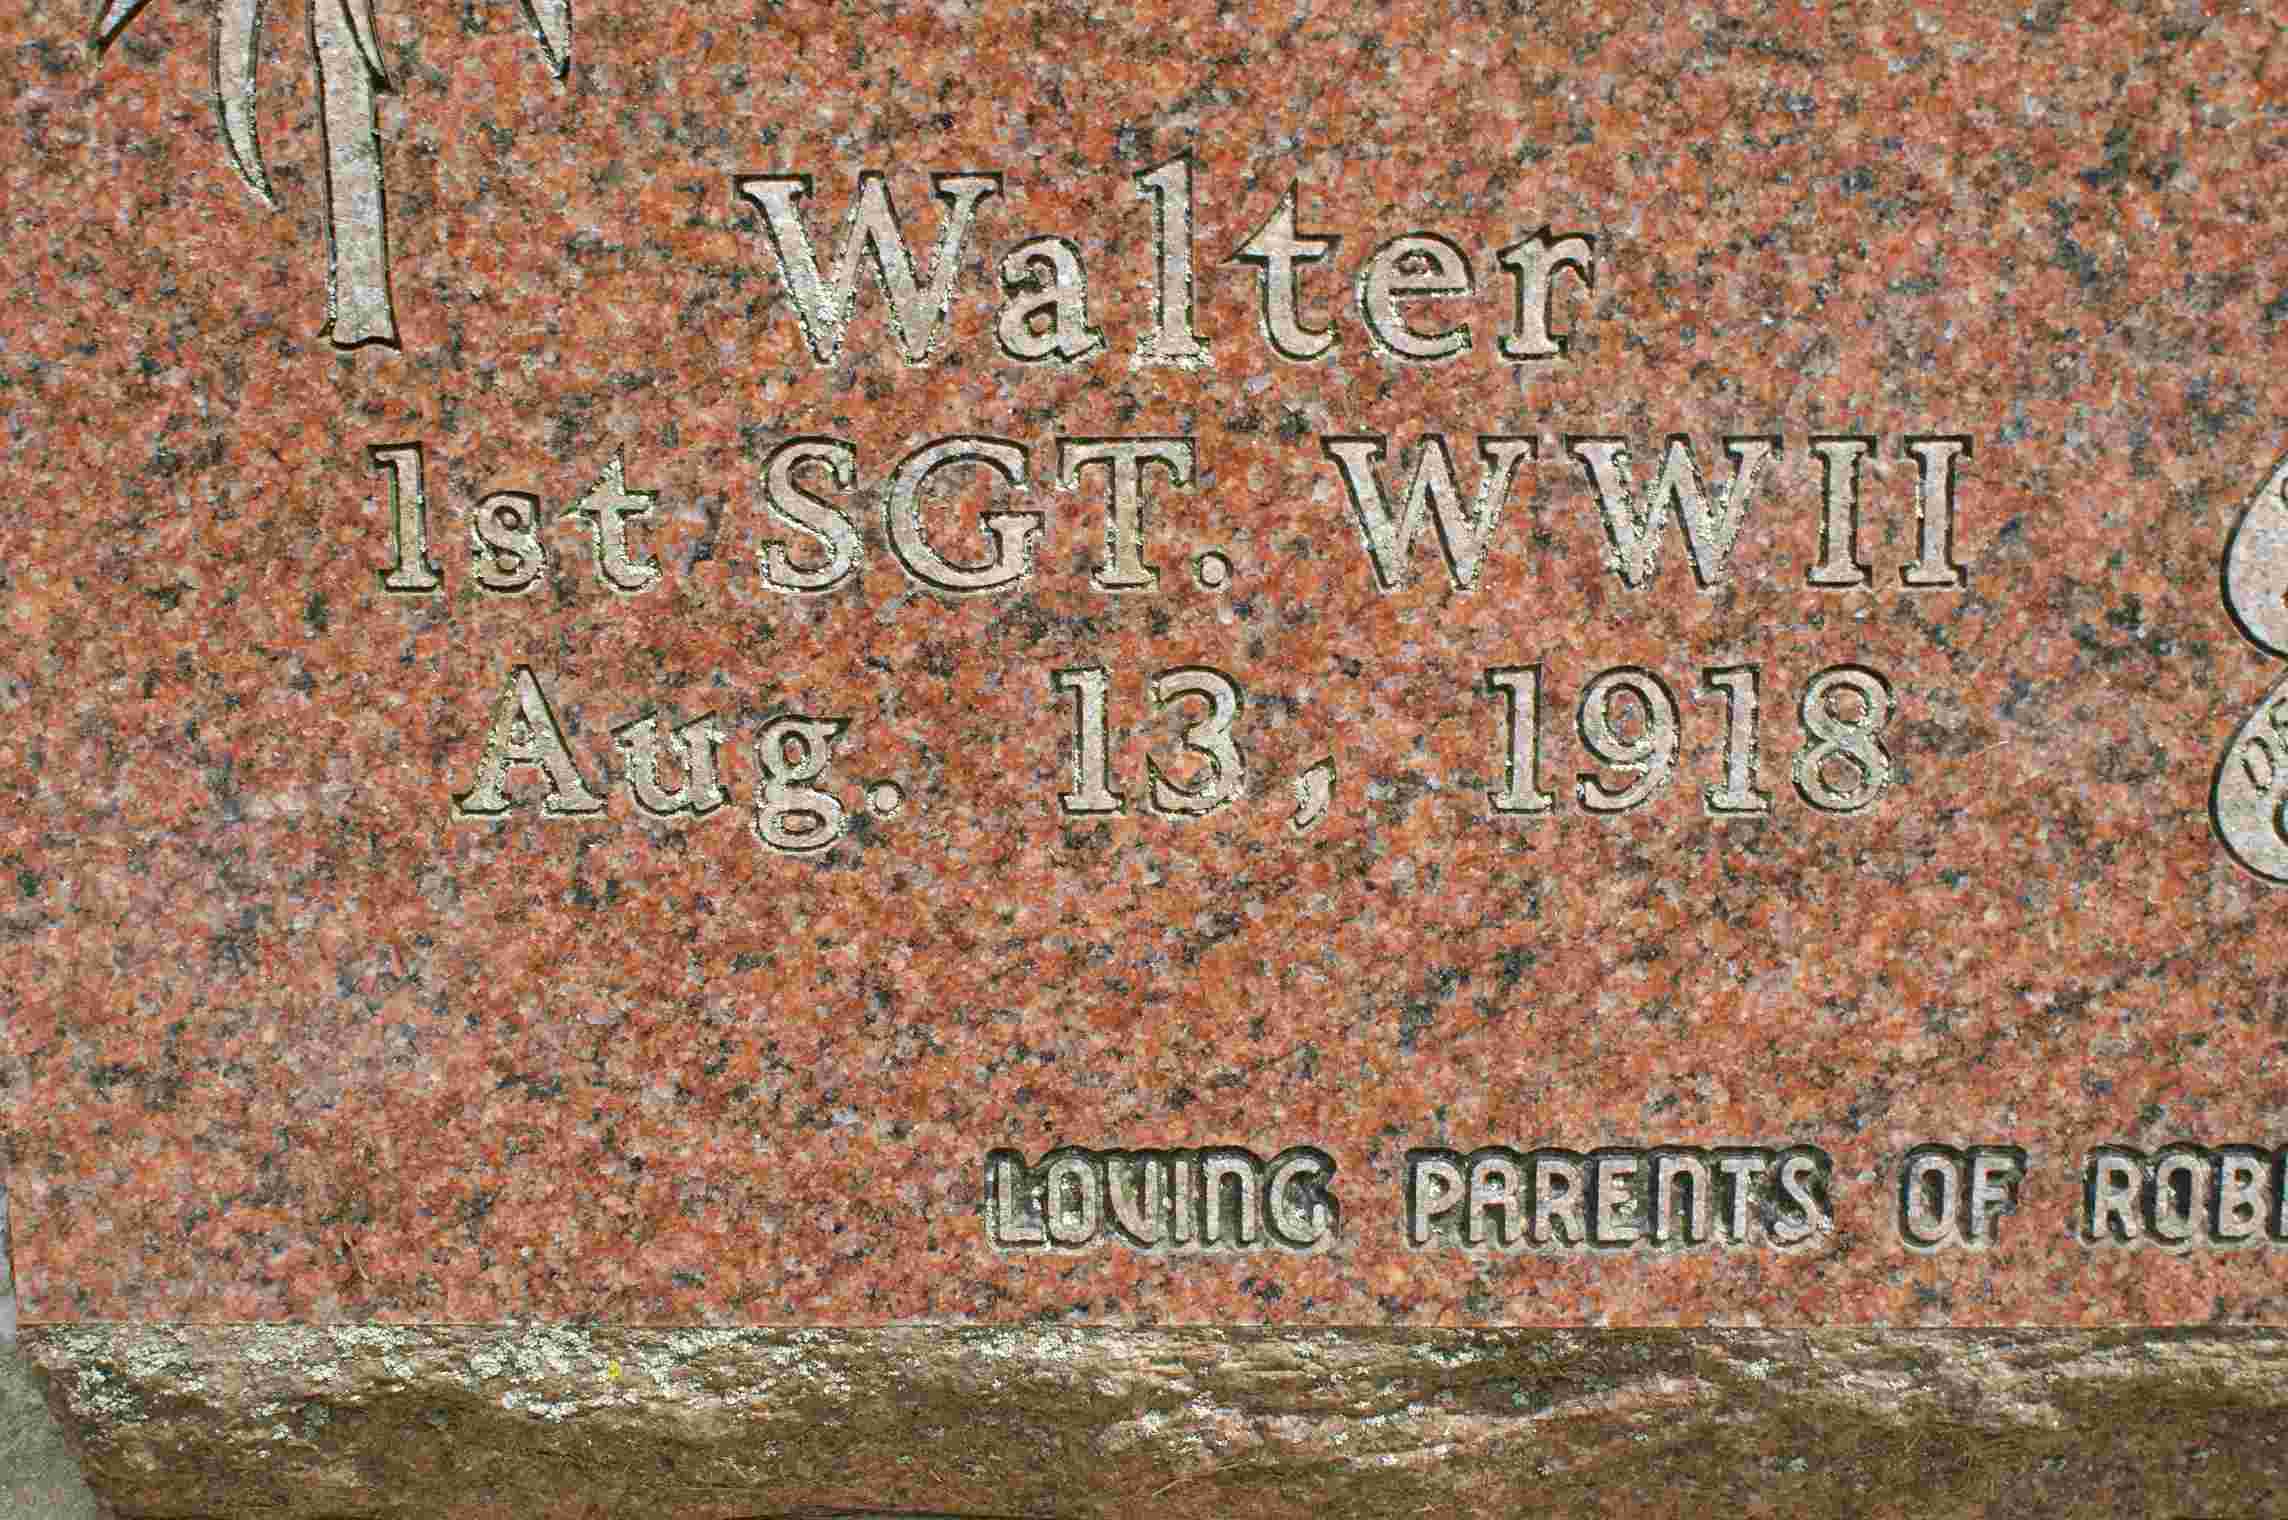 Walter
1st SGT. WWII
Aug. 13, 1918
LOVING PARENTS OF